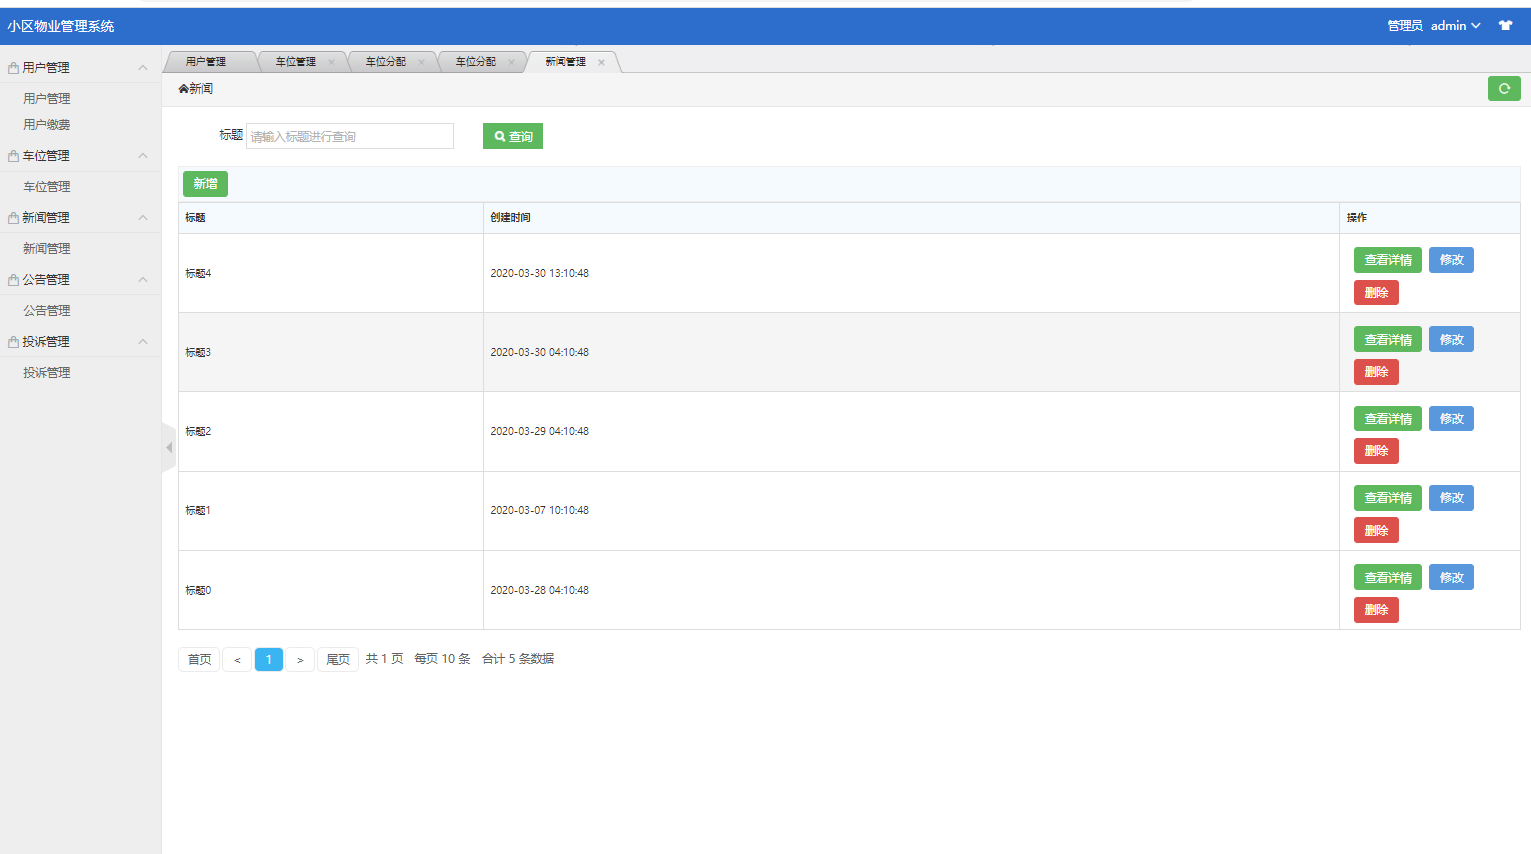 小区物业管理系统
管理员 admin
用户管理
用户管理
用户缴费
车位管理
车位管理
新闻管理
新闻管理
公告管理
公告管理
投诉管理
投诉管理
用户管理 车位管理 × 车位分配 × 车位分配 × 新闻管理 ×
新闻
标题 请输入标题进行查询 查询
新增
标题 创建时间 操作
标题4 2020-03-30 13:10:48 查看详情 修改
删除
标题3 2020-03-30 04:10:48 查看详情 修改
删除
标题2 2020-03-29 04:10:48 查看详情 修改
删除
标题1 2020-03-07 10:10:48 查看详情 修改
删除
标题0 2020-03-28 04:10:48 查看详情 修改
删除
首页 < 1 > 尾页 共 1 页 每页 10 条 合计 5 条数据